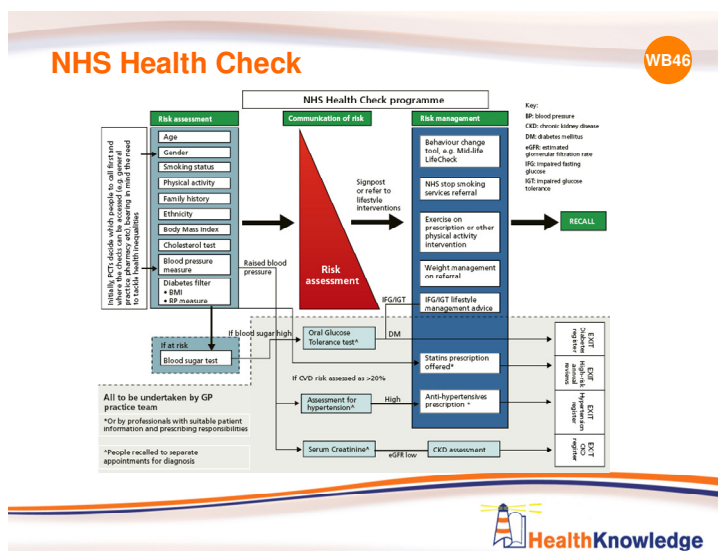 NHS Health Check
WB46
NHS Health Check programme
Risk assessment
Communication of risk
Risk management
Key:
BP: blood pressure
CKD: chronic kidney disease
DM: diabetes mellitus
eGFR: estimated
glomerular filtration rate
IFG: impaired fasting
glucose
IGT: impaired glucose
tolerance
Initially, PCTs decide which people to call first and
where the checks can be accessed (e.g. general
practice pharmacy etc), bearing in mind the need
to tackle health inequalities
Age
Gender
Smoking status
Physical activity
Family history
Ethnicity
Body Mass Index
Cholesterol test
Blood pressure
measure
Diabetes filter
• BMI
• BP measure
Raised blood
pressure
Risk
assessment
Signpost
or refer to
lifestyle
interventions
Behaviour change
tool, e.g. Mid-life
LifeCheck
NHS stop smoking
services referral
Exercise on
prescription or other
physical activity
intervention
Weight management
on referral
IFG/IGT lifestyle
management advice
RECALL
IFG/IGT
If at risk
Blood sugar test
If blood sugar high
Oral Glucose
Tolerance test^
DM
EXIT
Diabetes
register
Statins prescription
offered*
EXIT
High-risk
annual
reviews
If CVD risk assessed as >20%
Assessment for
hypertension^
High
Anti-hypertensives
prescription *
EXIT
Hypertension
register
Serum Creatinine^
eGFR low
CKD assessment
EXIT
CKD
register
All to be undertaken by GP
practice team
*Or by professionals with suitable patient
information and prescribing responsibilities
^People recalled to separate
appointments for diagnosis
HealthKnowledge